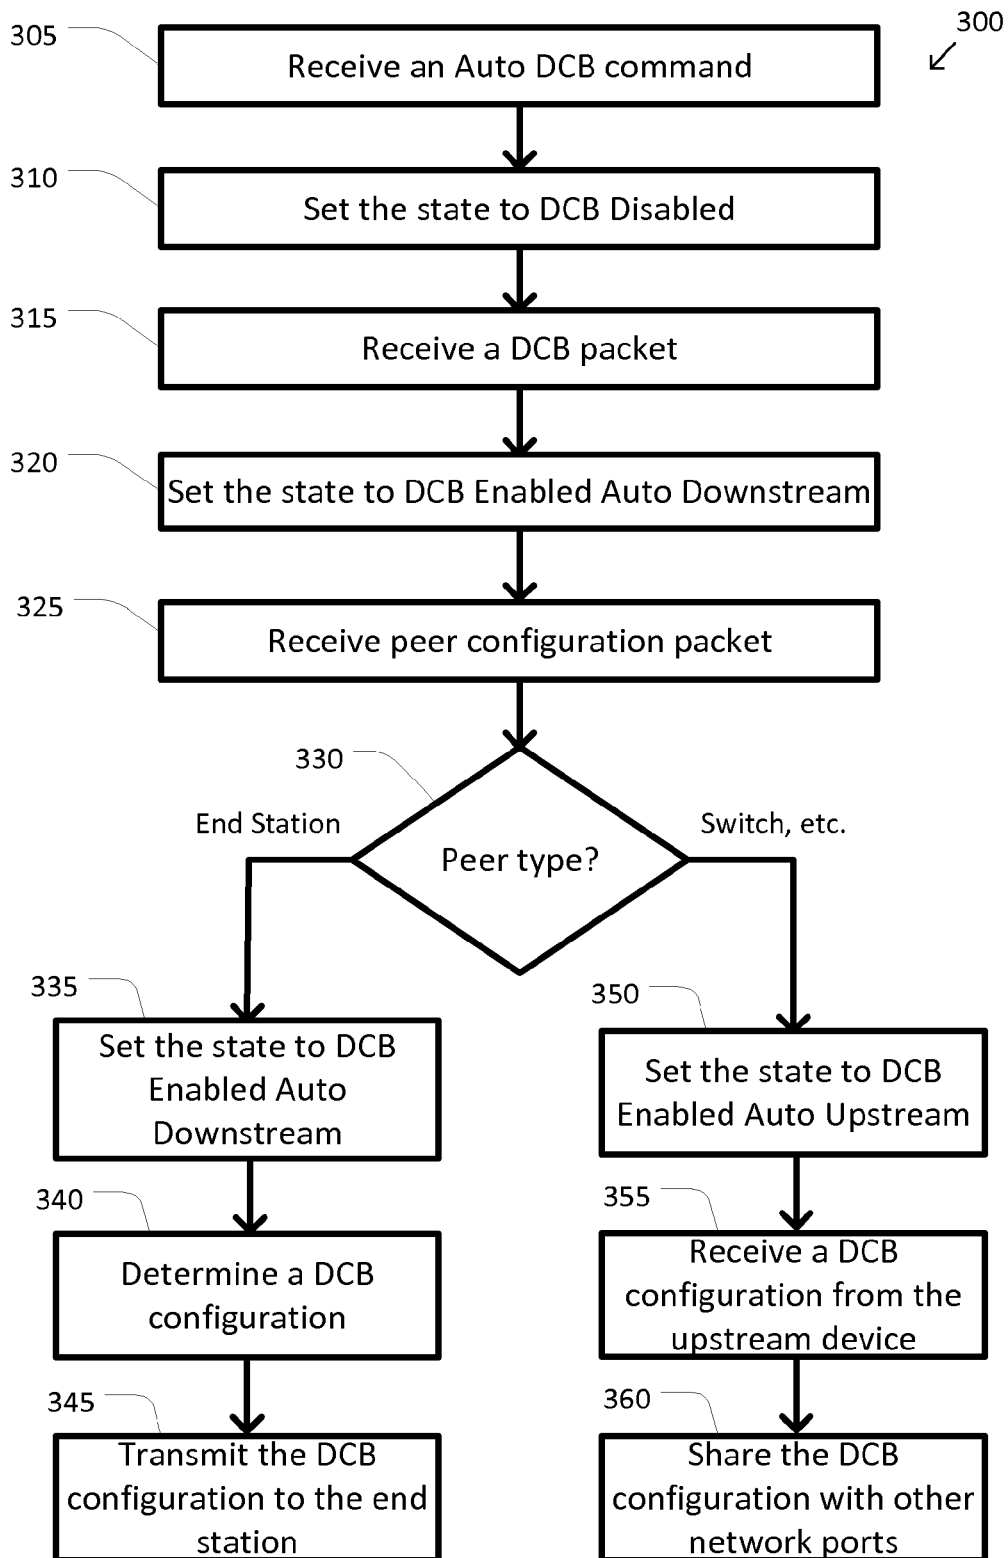 300
305
Receive an Auto DCB command
310
Set the state to DCB Disabled
315
Receive a DCB packet
320
Set the state to DCB Enabled Auto Downstream
325
Receive peer configuration packet
330
Peer type?
End Station
Switch, etc.
335
Set the state to DCB
Enabled Auto
Downstream
340
Determine a DCB
configuration
345
Transmit the DCB
configuration to the end
station
350
Set the state to DCB
Enabled Auto Upstream
355
Receive a DCB
configuration from the
upstream device
360
Share the DCB
configuration with other
network ports